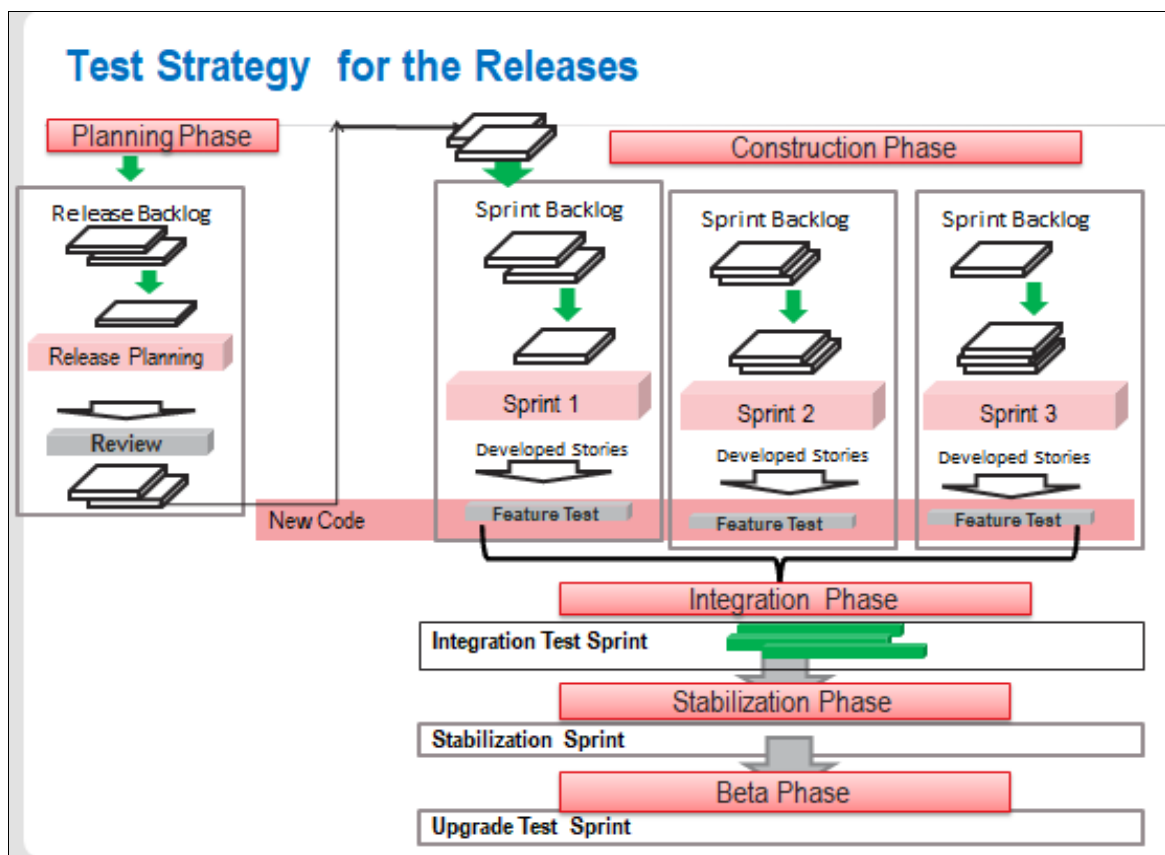 Test Strategy for the Releases
Planning Phase
Construction Phase
Release Backlog
Release Planning
Review
Sprint Backlog
Sprint 1
Developed Stories
Feature Test
Sprint Backlog
Sprint 2
Developed Stories
Feature Test
Sprint Backlog
Sprint 3
Developed Stories
Feature Test
New Code
Integration Phase
Integration Test Sprint
Stabilization Phase
Stabilization Sprint
Beta Phase
Upgrade Test Sprint